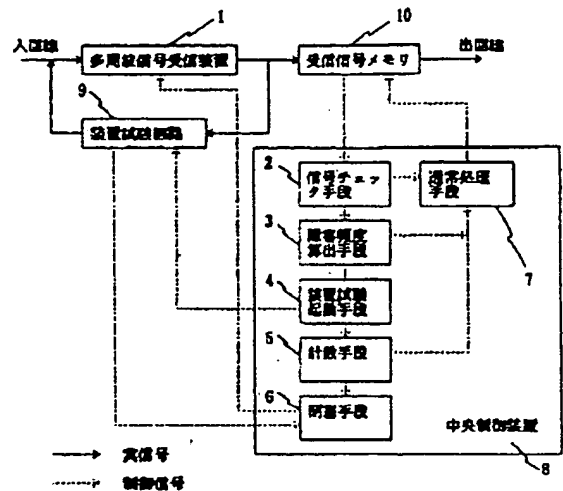 1
10
入回線
多周波信号受信装置
受信信号メモリ
出回線
9
装置試験回路
2
信号チェッ
ク手段
通常処理
手段
3
障害頻度
算出手段
7
4
装置試験
起動手段
5
計数手段
6
閉塞手段
中央制御装置
8
実信号
制御信号